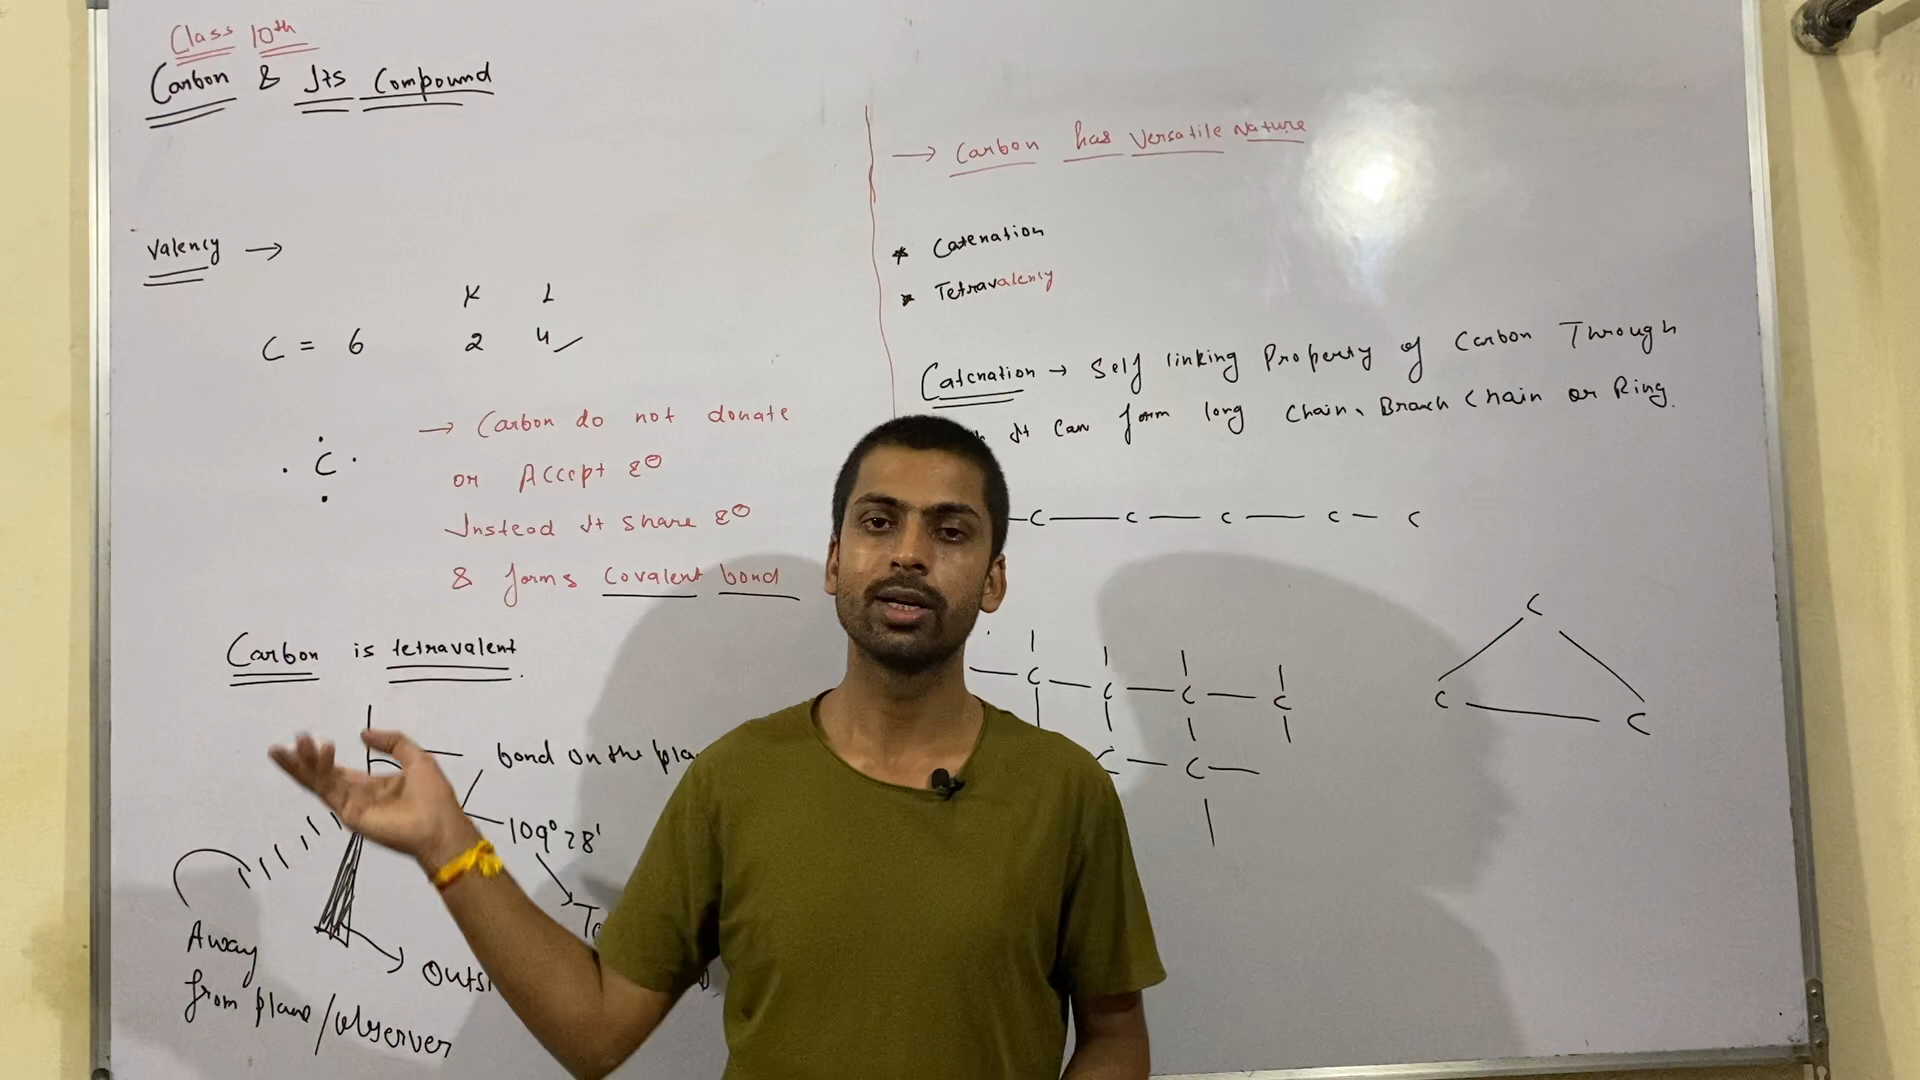 Class 10th
Carbon & Its Compound
Valency →
K L
C = 6 2 4
C
→ Carbon do not donate
or Accept e⊖
Instead It share e⊖
& forms Covalent bond
Carbon is tetravalent.
bond on the pla
109° 28'
Away
from plane/observer
→ Carbon has Versatile Nature
* Catenation
* Tetravalency
Catenation → Self linking Property of Carbon Through
It Can form long Chain, Branch Chain or Ring.
C — C — C — C — C
C
C C
C — C — C — C
C — C —